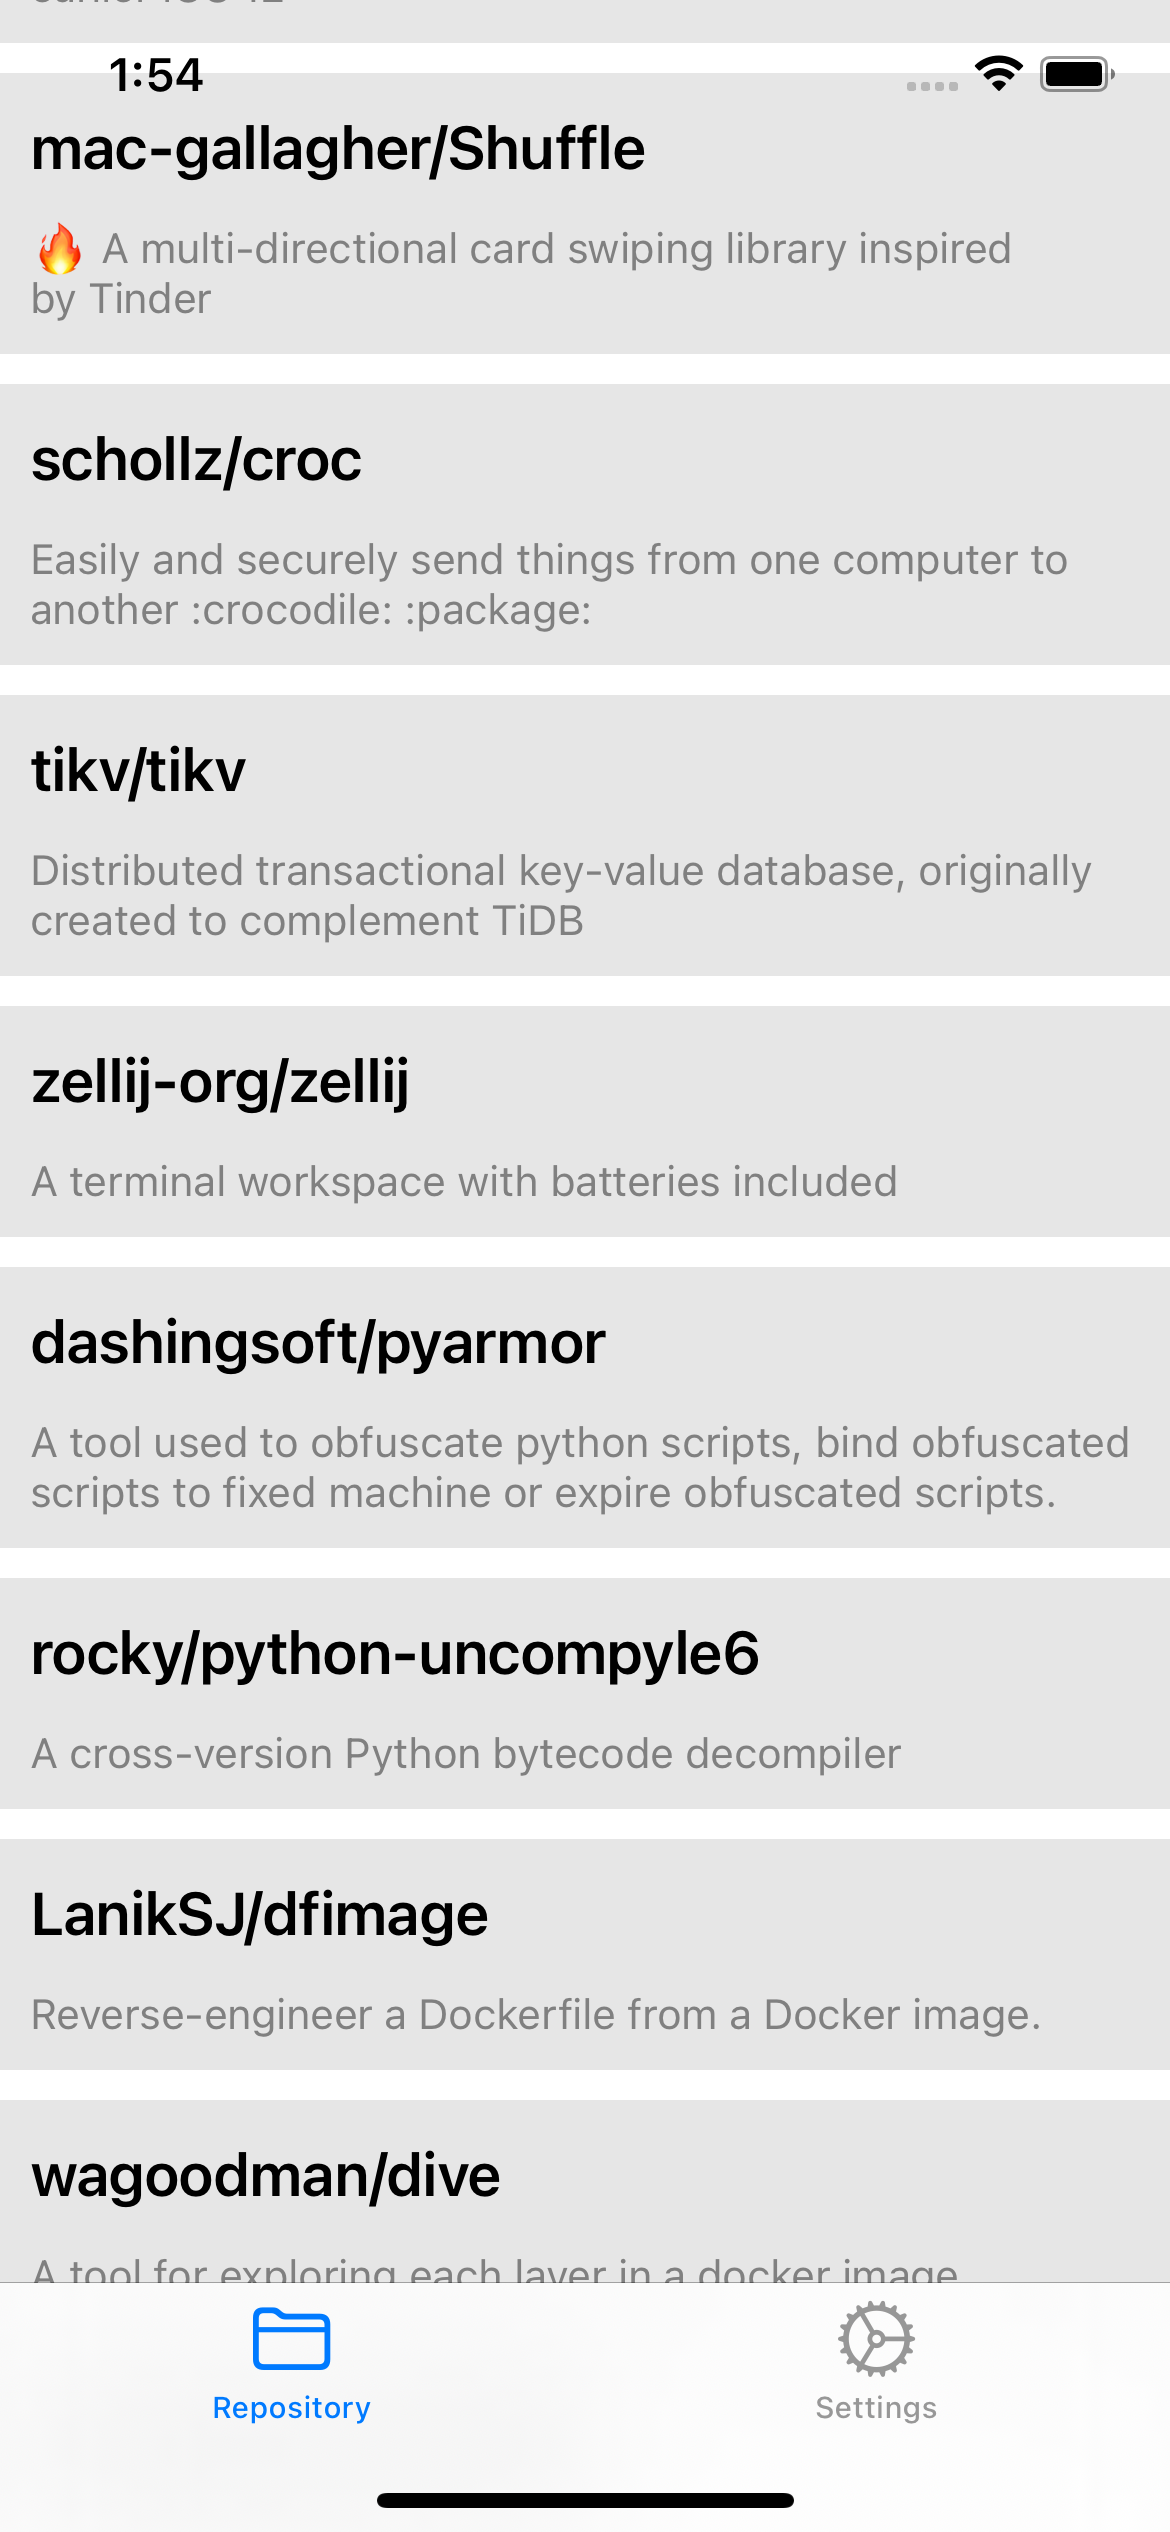 1:54
mac-gallagher/Shuffle
🔥 A multi-directional card swiping library inspired
by Tinder
schollz/croc
Easily and securely send things from one computer to
another :crocodile: :package:
tikv/tikv
Distributed transactional key-value database, originally
created to complement TiDB
zellij-org/zellij
A terminal workspace with batteries included
dashingsoft/pyarmor
A tool used to obfuscate python scripts, bind obfuscated
scripts to fixed machine or expire obfuscated scripts.
rocky/python-uncompyle6
A cross-version Python bytecode decompiler
LanikSJ/dfimage
Reverse-engineer a Dockerfile from a Docker image.
wagoodman/dive
A tool for exploring each layer in a docker image
Repository
Settings